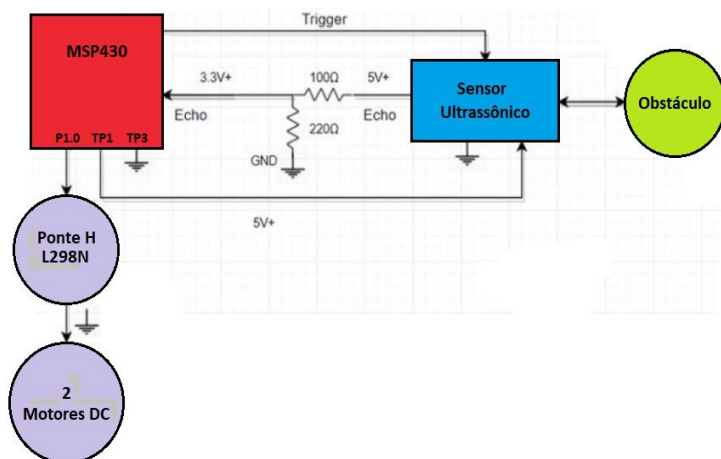 Trigger
MSP430
3.3V+
100Ω
5V+
Sensor
Ultrassônico
Obstáculo
Echo
Echo
220Ω
P1.0 TP1 TP3
GND
5V+
Ponte H
L298N
2
Motores DC